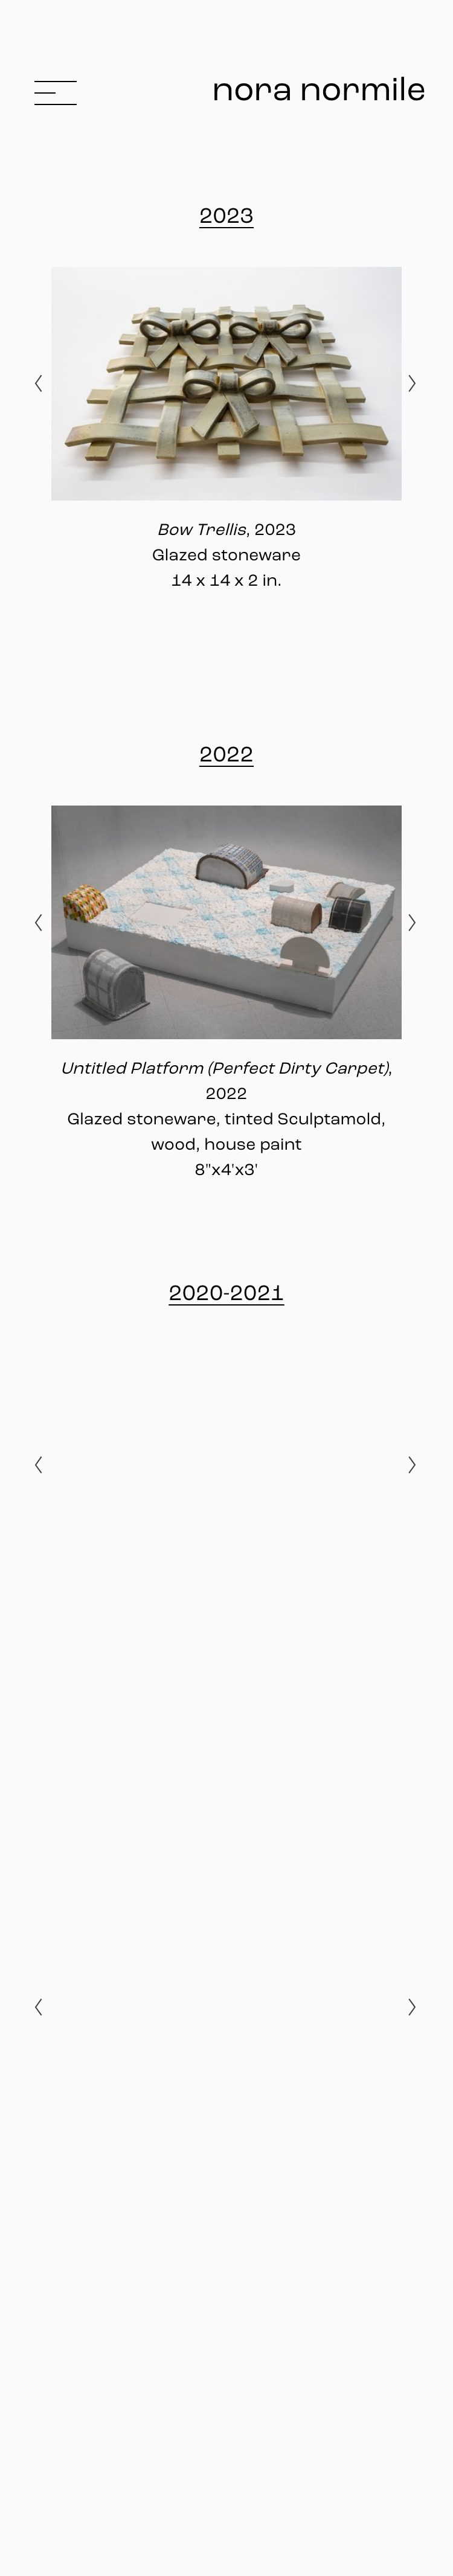 nora normile
2023
Bow Trellis, 2023
Glazed stoneware
14 x 14 x 2 in.
2022
Untitled Platform (Perfect Dirty Carpet),
2022
Glazed stoneware, tinted Sculptamold,
wood, house paint
8"x4'x3'
2020-2021